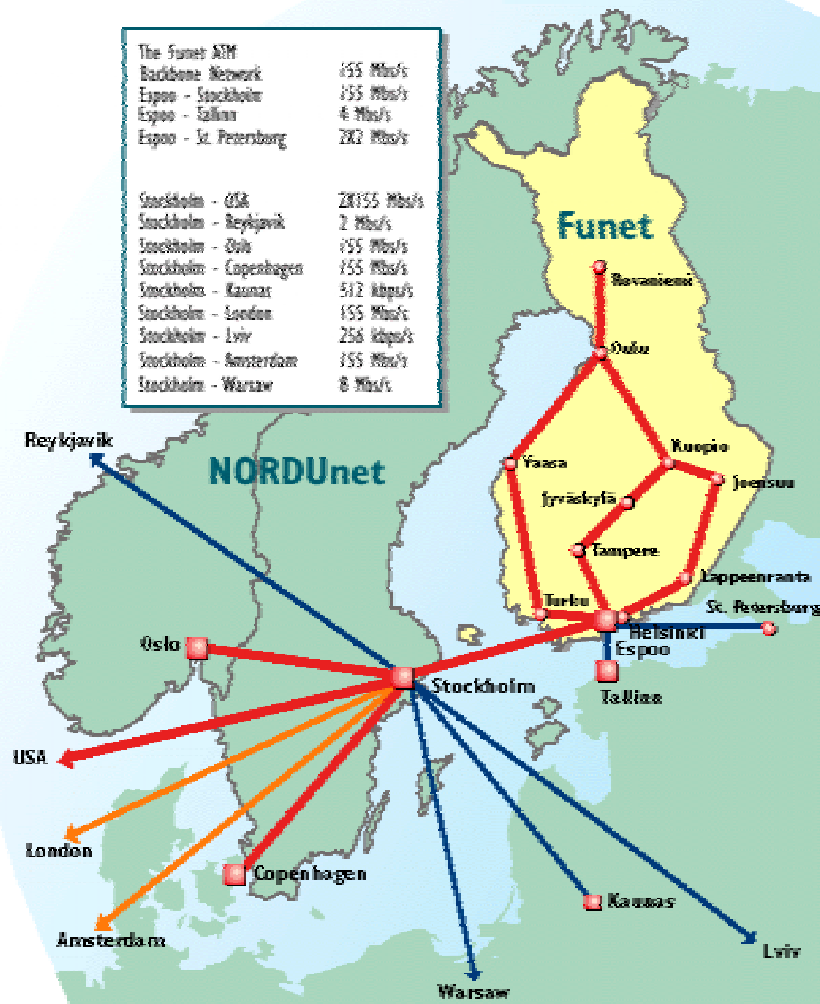 The Funet ATM
Backbone Network 155 Mbs/s
Espoo - Stockholm 155 Mbs/s
Espoo - Tallinn 4 Mbs/s
Espoo - St. Petersburg 2X2 Mbs/s
Stockholm - USA 2X155 Mbs/s
Stockholm - Reykjavik 2 Mbs/s
Stockholm - Oslo 155 Mbs/s
Stockholm - Copenhagen 155 Mbs/s
Stockholm - Kaunas 512 kbps/s
Stockholm - London 155 Mbs/s
Stockholm - Lviv 256 kbps/s
Stockholm - Amsterdam 155 Mbs/s
Stockholm - Warsaw 8 Mbs/s
Funet
Rovaniemi
Oulu
Reykjavik
NORDUnet
Vaasa
Kuopio
Joensuu
Jyväskylä
Tampere
Lappeenranta
Turku
St. Petersburg
Helsinki
Espoo
Oslo
Stockholm
Tallinn
USA
London
Copenhagen
Kaunas
Amsterdam
Lviv
Warsaw